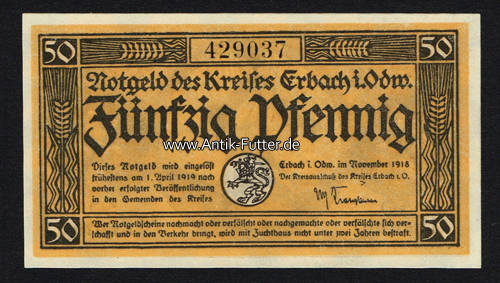 50 429037 50
Notgeld des Kreises Erbach i. Odw.
Fünfzig Pfennig
www.Antik-Futter.de
Dieses Notgeld wird eingelöst
frühestens am 1. April 1919 nach
vorher erfolgter Veröffentlichung
in den Gemeinden des Kreises
Erbach i. Odw. im November 1918
Der Kreisausschuß des Kreises Erbach i. O.
50 50
Wer Notgeldscheine nachmacht oder verfälscht oder nachgemachte oder verfälschte sich ver-
schafft und in den Verkehr bringt, wird mit Zuchthaus nicht unter zwei Jahren bestraft.